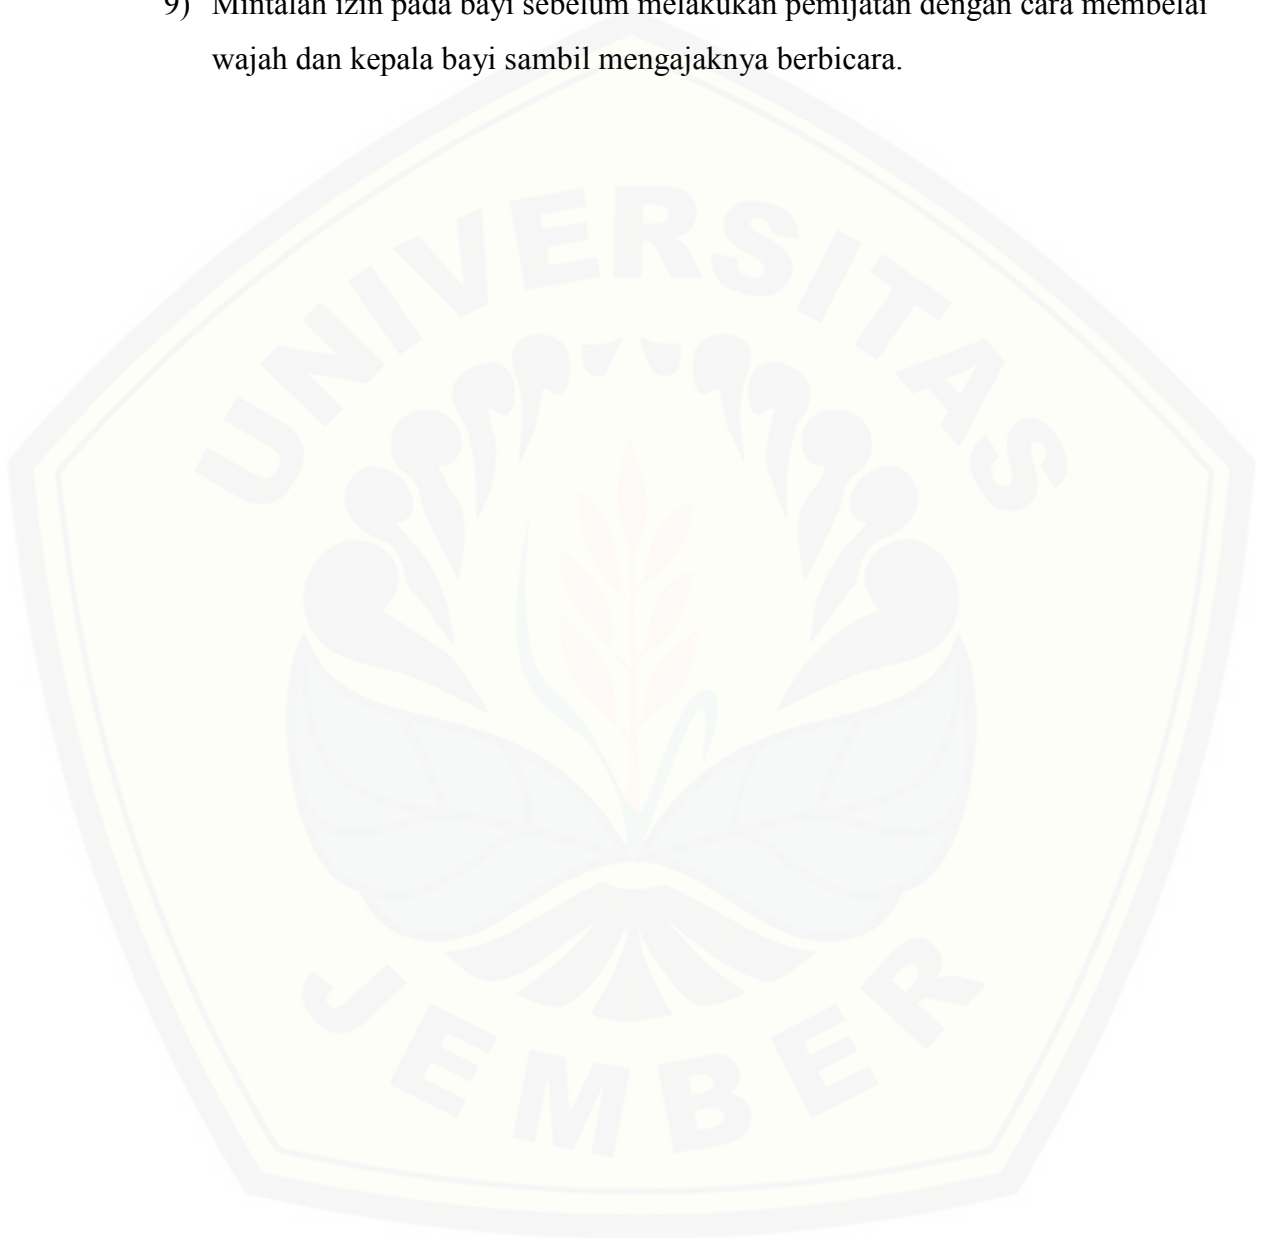 9) Mintalah izin pada bayi sebelum melakukan pemijatan dengan cara membelai
wajah dan kepala bayi sambil mengajaknya berbicara.
UNIVERSITAS
JEMBER